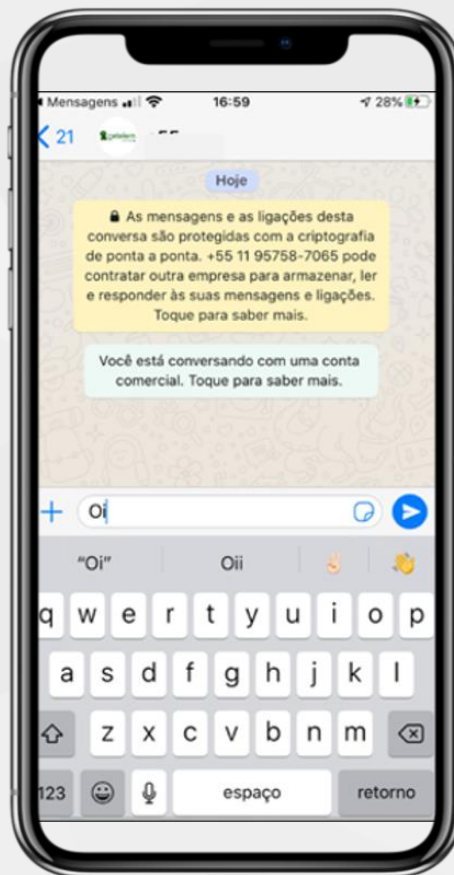 Mensagens 16:59 28%
21 +55
Hoje
As mensagens e as ligações desta
conversa são protegidas com a criptografia
de ponta a ponta. +55 11 95758-7065 pode
contratar outra empresa para armazenar, ler
e responder às suas mensagens e ligações.
Toque para saber mais.
Você está conversando com uma conta
comercial. Toque para saber mais.
Oi
“Oi” Oii
q w e r t y u i o p
a s d f g h j k l
z x c v b n m
123 espaço retorno